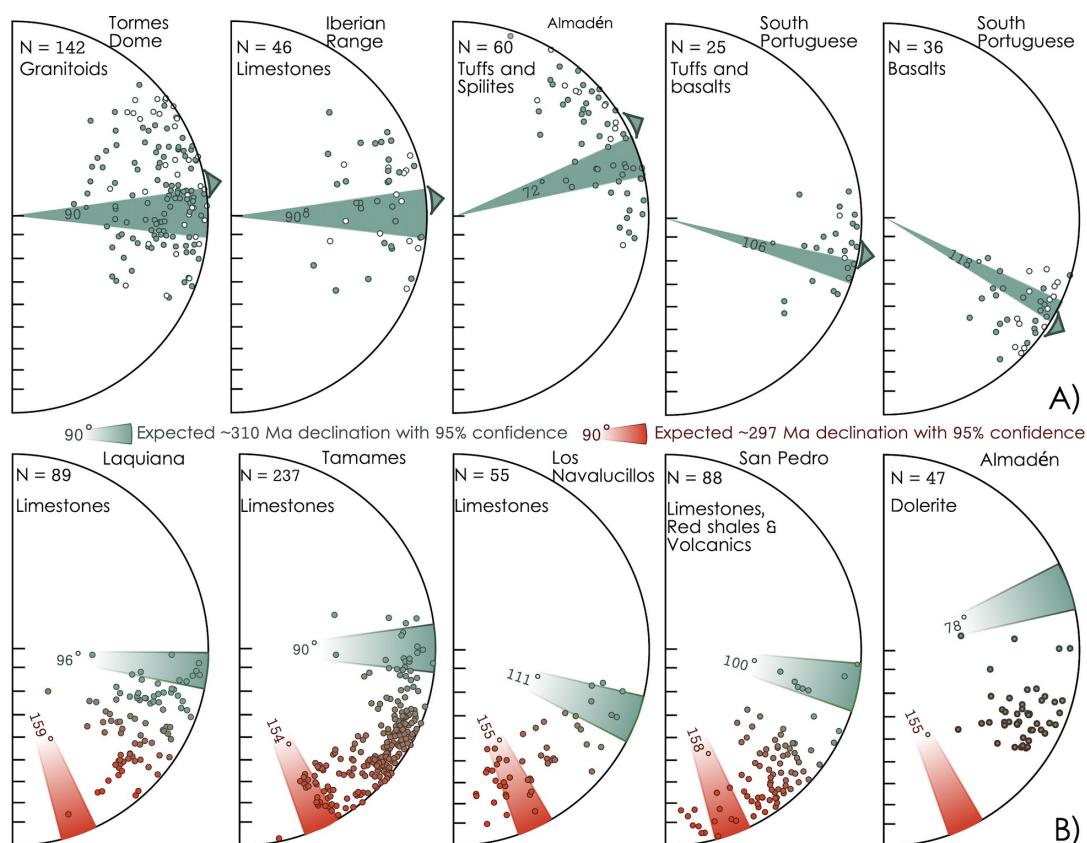 Tormes
Dome
N = 142
Granitoids
90°
Iberian
Range
N = 46
Limestones
90°
Almadén
N = 60
Tuffs and
Spilites
72°
South
Portuguese
N = 25
Tuffs and
basalts
106°
South
Portuguese
N = 36
Basalts
118°
A)
90° Expected ~310 Ma declination with 95% confidence
90° Expected ~297 Ma declination with 95% confidence
Laquiana
N = 89
Limestones
96°
159°
Tamames
N = 237
Limestones
90°
154°
Los
Navalucillos
N = 55
Limestones
111°
155°
San Pedro
N = 88
Limestones,
Red shales &
Volcanics
100°
158°
Almadén
N = 47
Dolerite
78°
155°
B)